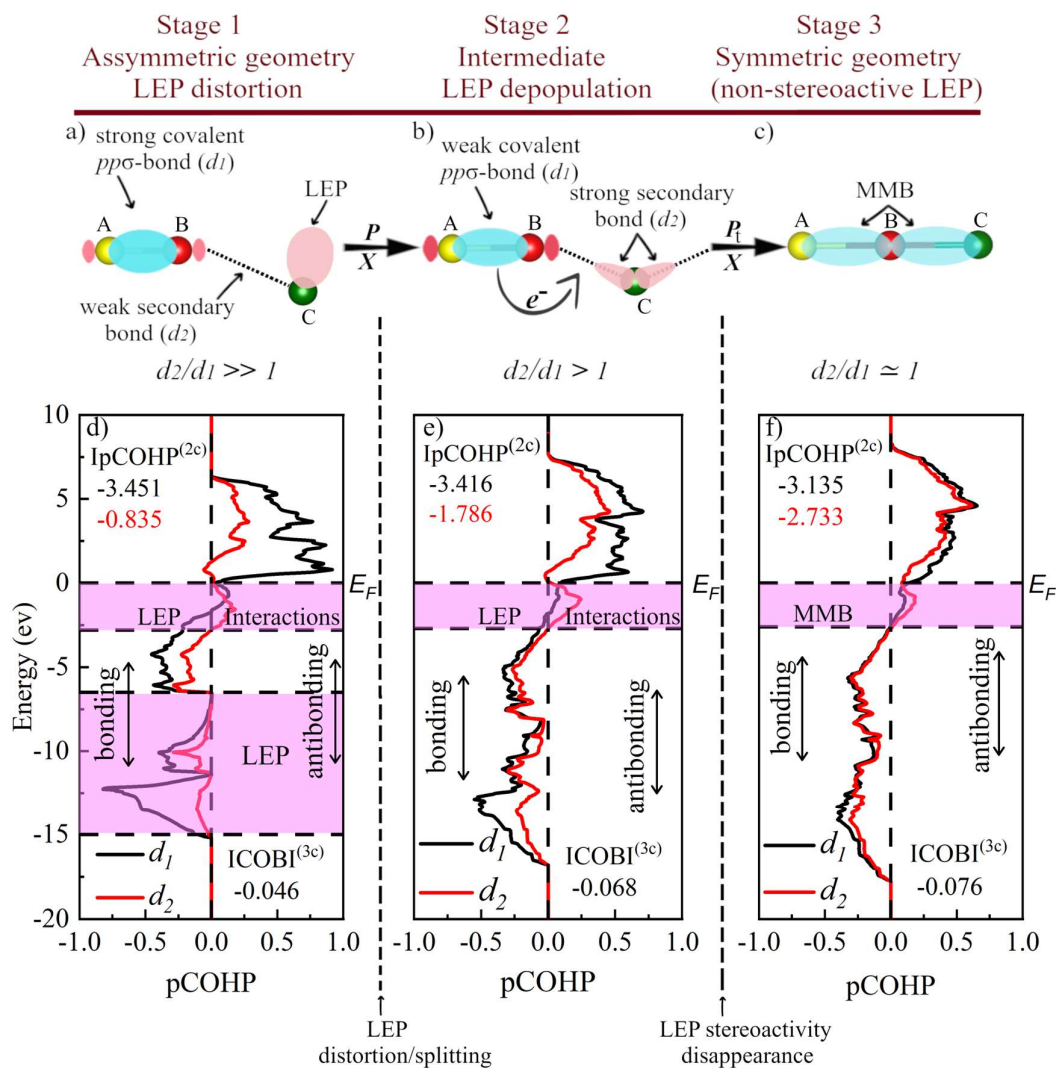 Stage 1
Assymmetric geometry
LEP distortion
Stage 2
Intermediate
LEP depopulation
Stage 3
Symmetric geometry
(non-stereoactive LEP)
a)
strong covalent
ppσ-bond (d1)
LEP
A
B
weak secondary
bond (d2)
C
P
X
b)
weak covalent
ppσ-bond (d1)
strong secondary
bond (d2)
A
B
e-
C
Pt
X
c)
MMB
A
B
C
d2/d1 >> 1
d2/d1 > 1
d2/d1 ≃ 1
Energy (ev)
10
5
0
-5
-10
-15
-20
d)
IpCOHP(2c)
-3.451
-0.835
EF
LEP
Interactions
bonding
antibonding
LEP
d1
d2
ICOBI(3c)
-0.046
-1.0
-0.5
0.0
0.5
1.0
pCOHP
e)
IpCOHP(2c)
-3.416
-1.786
EF
LEP
Interactions
bonding
antibonding
d1
d2
ICOBI(3c)
-0.068
-1.0
-0.5
0.0
0.5
1.0
pCOHP
f)
IpCOHP(2c)
-3.135
-2.733
EF
MMB
bonding
antibonding
d1
d2
ICOBI(3c)
-0.076
-1.0
-0.5
0.0
0.5
1.0
pCOHP
LEP
distortion/splitting
LEP stereoactivity
disappearance